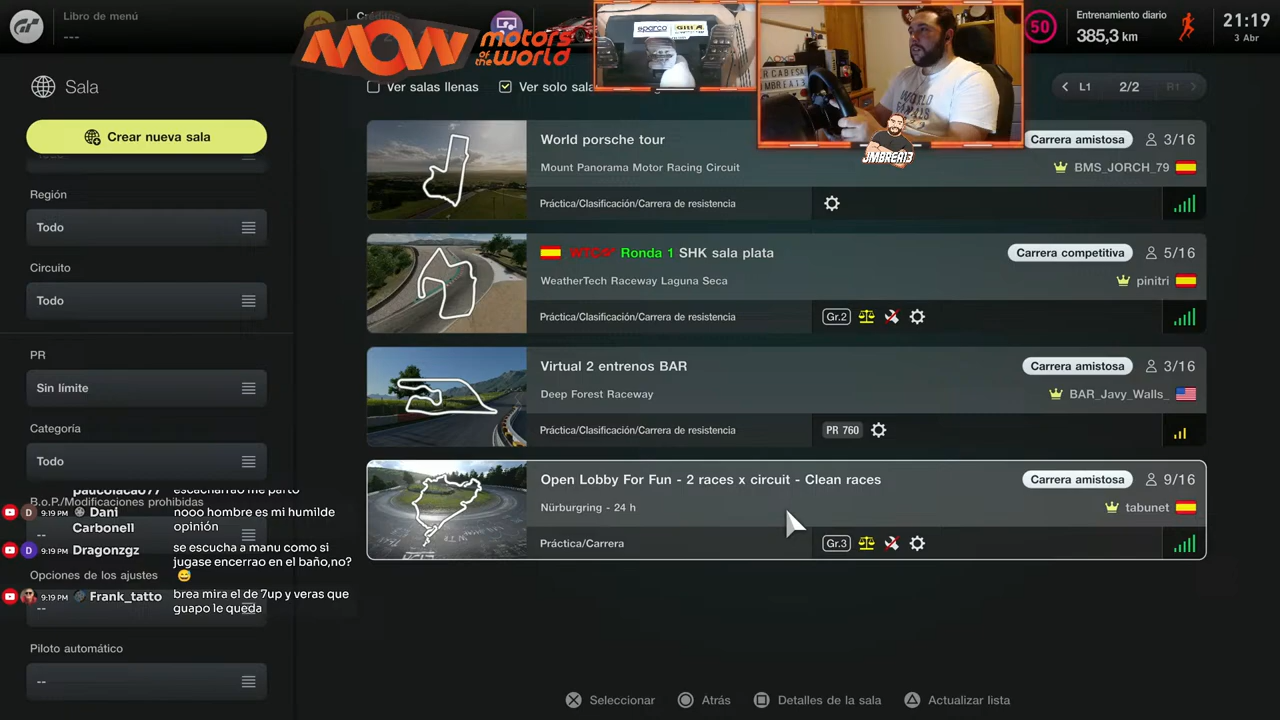 Libro de menú
---
MOW motors of the world
sparco
50
Entrenamiento diario
385,3 km
21:19
3 Abr
Sala
Crear nueva sala
Región
Todo
Circuito
Todo
PR
Sin límite
Categoría
Todo
B.o.P./Modificaciones prohibidas
--
Opciones de los ajustes
--
Piloto automático
--
Ver salas llenas
Ver solo sala
L1 2/2 R1
World porsche tour
Carrera amistosa 3/16
Mount Panorama Motor Racing Circuit
BMS_JORCH_79
JMBREA13
Práctica/Clasificación/Carrera de resistencia
Ronda 1 SHK sala plata
Carrera competitiva 5/16
WeatherTech Raceway Laguna Seca
pinitri
Práctica/Clasificación/Carrera de resistencia
Gr.2
Virtual 2 entrenos BAR
Carrera amistosa 3/16
Deep Forest Raceway
BAR_Javy_Walls_
Práctica/Clasificación/Carrera de resistencia
PR 760
Open Lobby For Fun - 2 races x circuit - Clean races
Carrera amistosa 9/16
Nürburgring - 24 h
tabunet
Práctica/Carrera
Gr.3
9:19 PM D Dani Carbonell nooo hombre es mi humilde
opinión
9:19 PM D Dragonzgz se escucha a manu como si
jugase encerrao en el baño,no?
9:19 PM Frank_tatto brea mira el de 7up y veras que
guapo le queda
Seleccionar
Atrás
Detalles de la sala
Actualizar lista